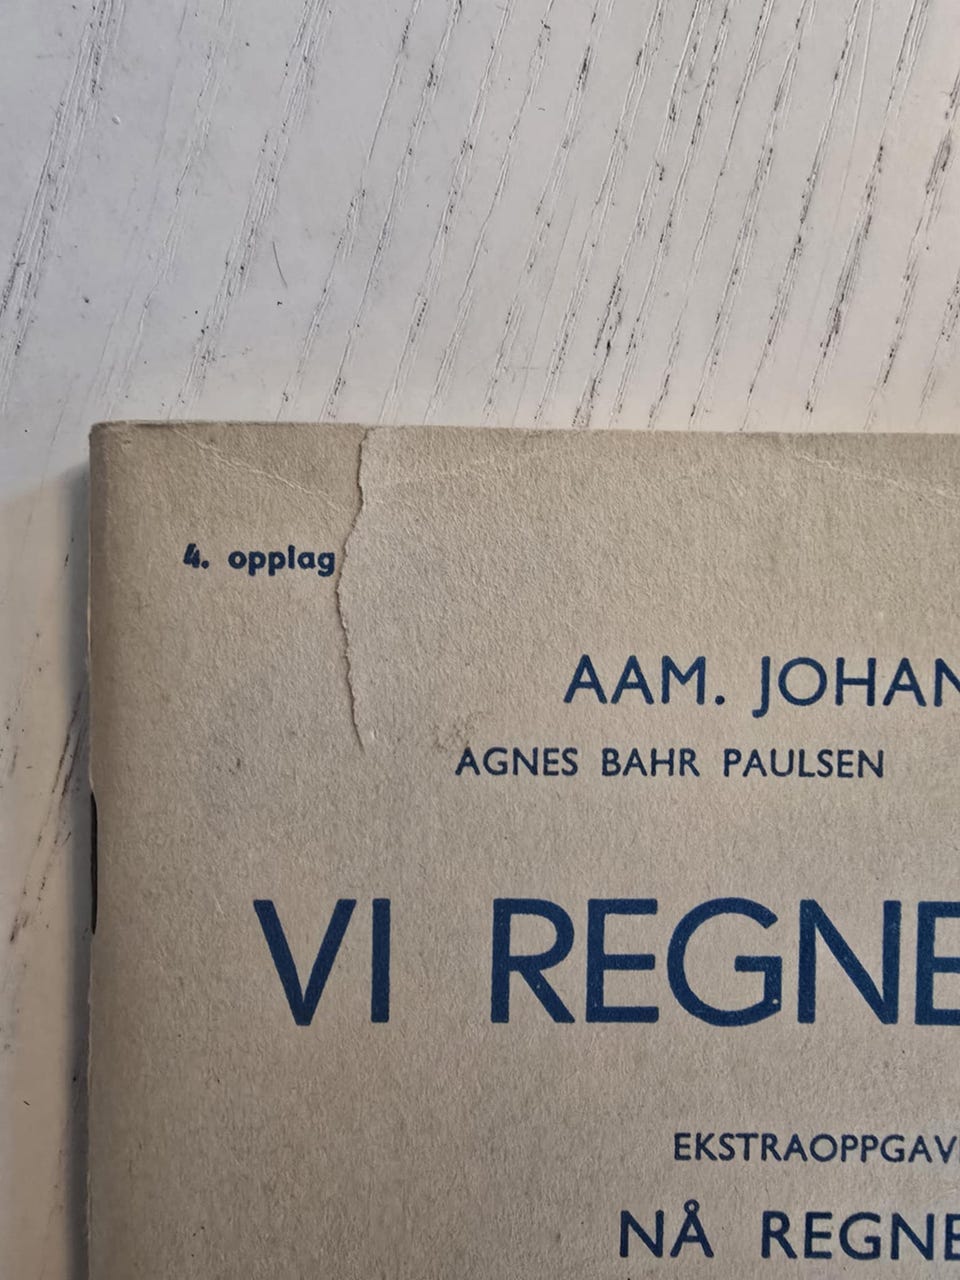 4. opplag
AAM. JOHAN
AGNES BAHR PAULSEN
VI REGNE
EKSTRAOPPGAV
NÅ REGNE